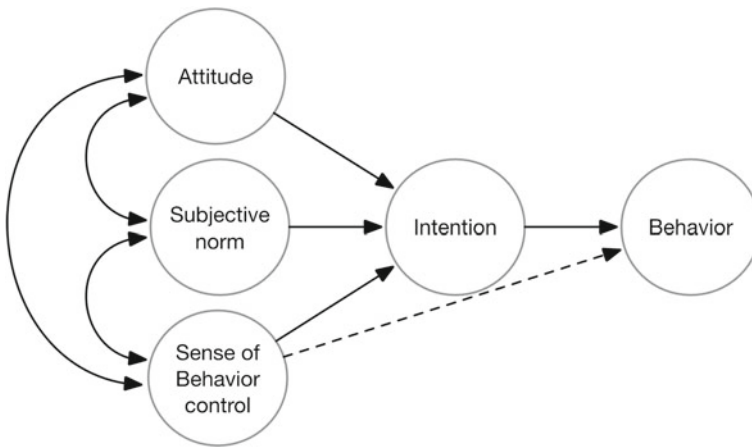 Attitude
Subjective
norm
Intention
Behavior
Sense of
Behavior
control